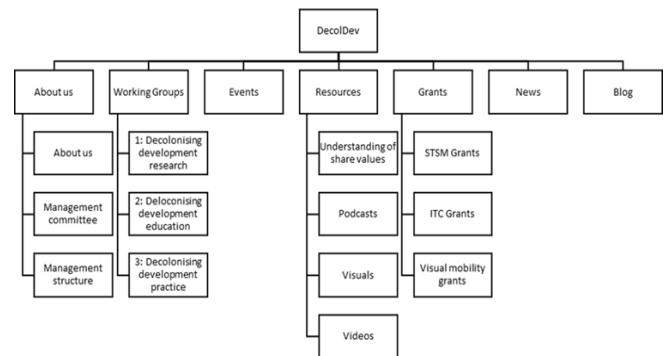 DecolDev
About us
Working Groups
Events
Resources
Grants
News
Blog
About us
Management
committee
Management
structure
1: Decolonising
development
research
2: Deloconising
development
education
3: Decolonising
development
practice
Understanding of
share values
Podcasts
Visuals
Videos
STSM Grants
ITC Grants
Visual mobility
grants